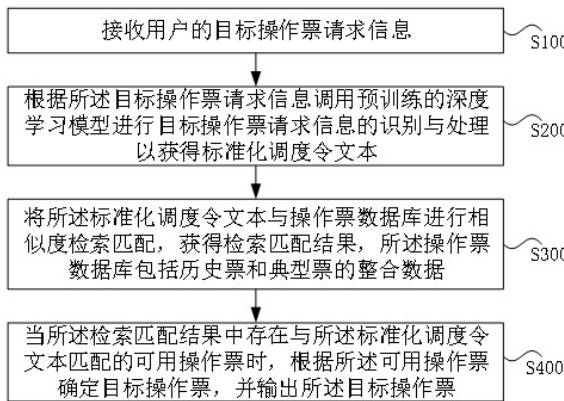 接收用户的目标操作票请求信息
S100
根据所述目标操作票请求信息调用预训练的深度
学习模型进行目标操作票请求信息的识别与处理
以获得标准化调度令文本
S200
将所述标准化调度令文本与操作票数据库进行相
似度检索匹配，获得检索匹配结果，所述操作票
数据库包括历史票和典型票的整合数据
S300
当所述检索匹配结果中存在与所述标准化调度令
文本匹配的可用操作票时，根据所述可用操作票
确定目标操作票，并输出所述目标操作票
S400